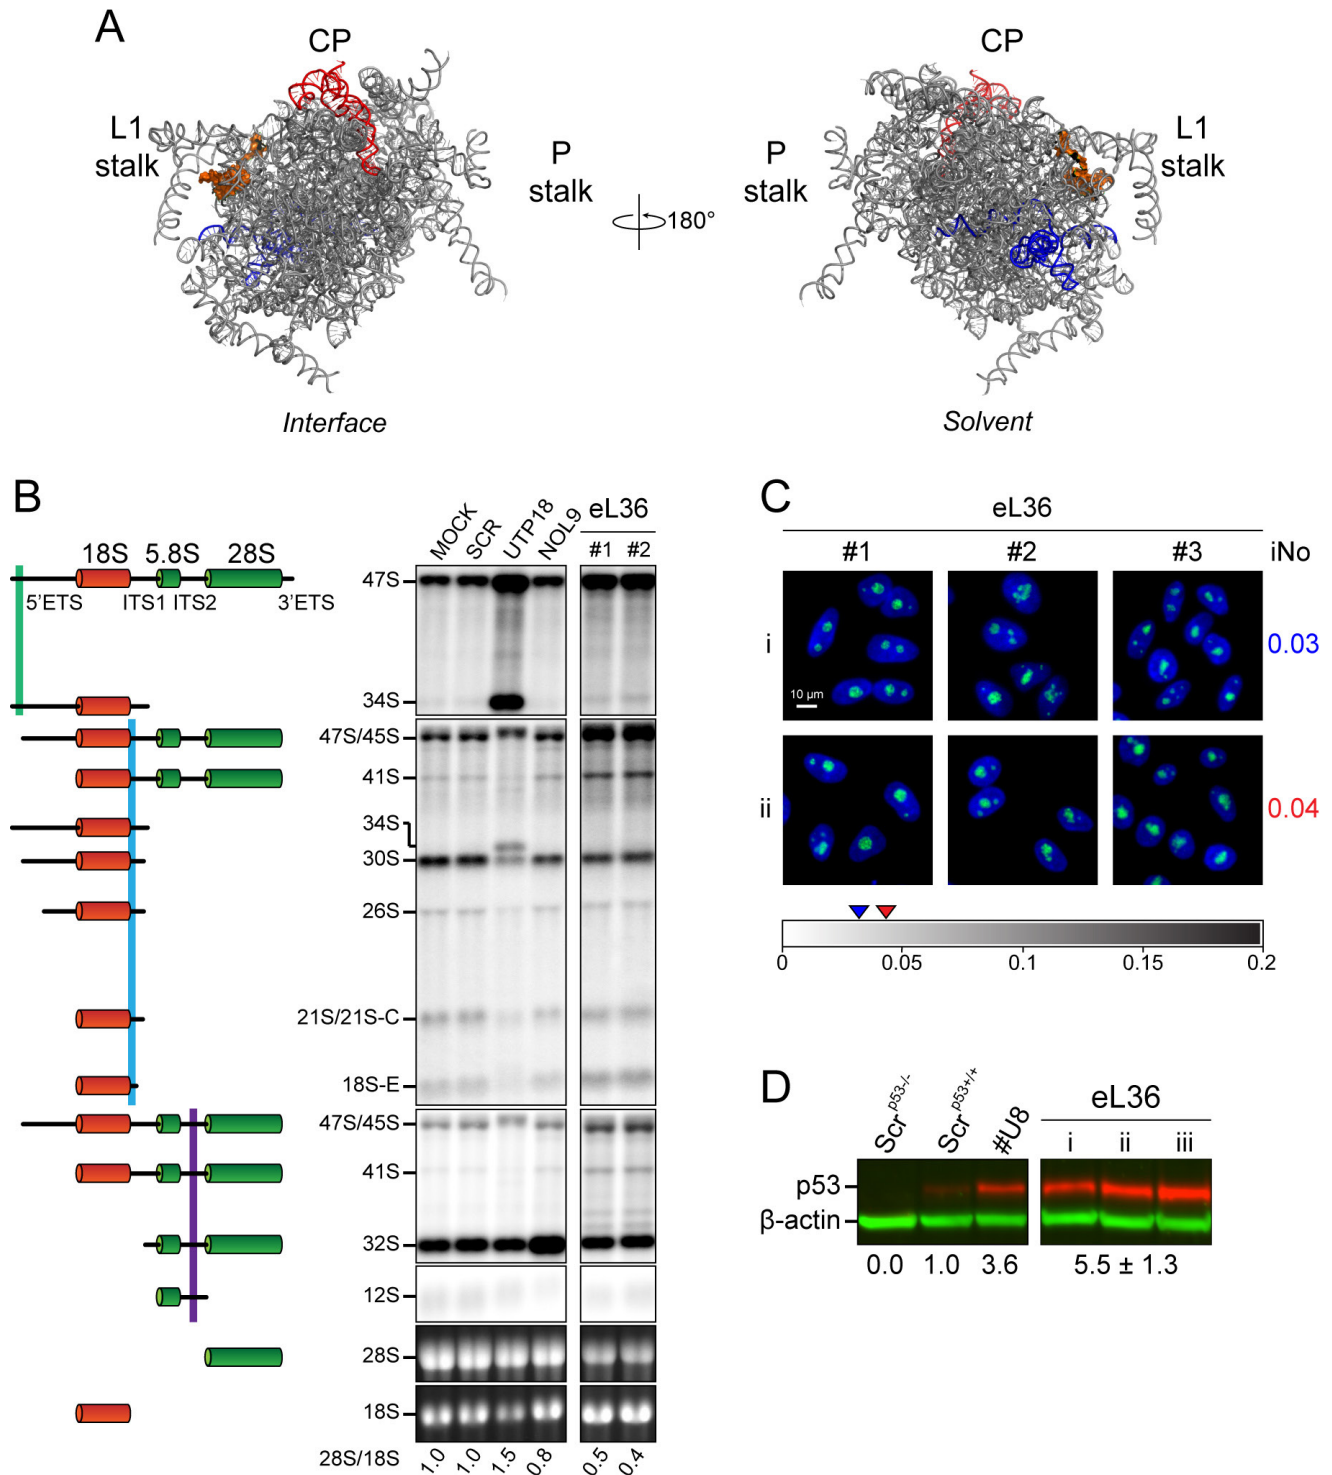 A
CP
L1
stalk
P
stalk
180°
CP
P
stalk
L1
stalk
Interface
Solvent
B
18S 5.8S 28S
5'ETS ITS1 ITS2 3'ETS
MOCK SCR UTP18 NOL9 eL36
#1 #2
47S
34S
47S/45S
41S
34S
30S
26S
21S/21S-C
18S-E
47S/45S
41S
32S
12S
28S
18S
28S/18S 1.0 1.0 1.5 0.8 0.5 0.4
C
eL36
#1 #2 #3 iNo
i 0.03
10 µm
ii 0.04
0 0.05 0.1 0.15 0.2
D
Scr p53-/- Scr p53+/+ #U8 eL36
i ii iii
p53
β-actin
0.0 1.0 3.6 5.5 ± 1.3